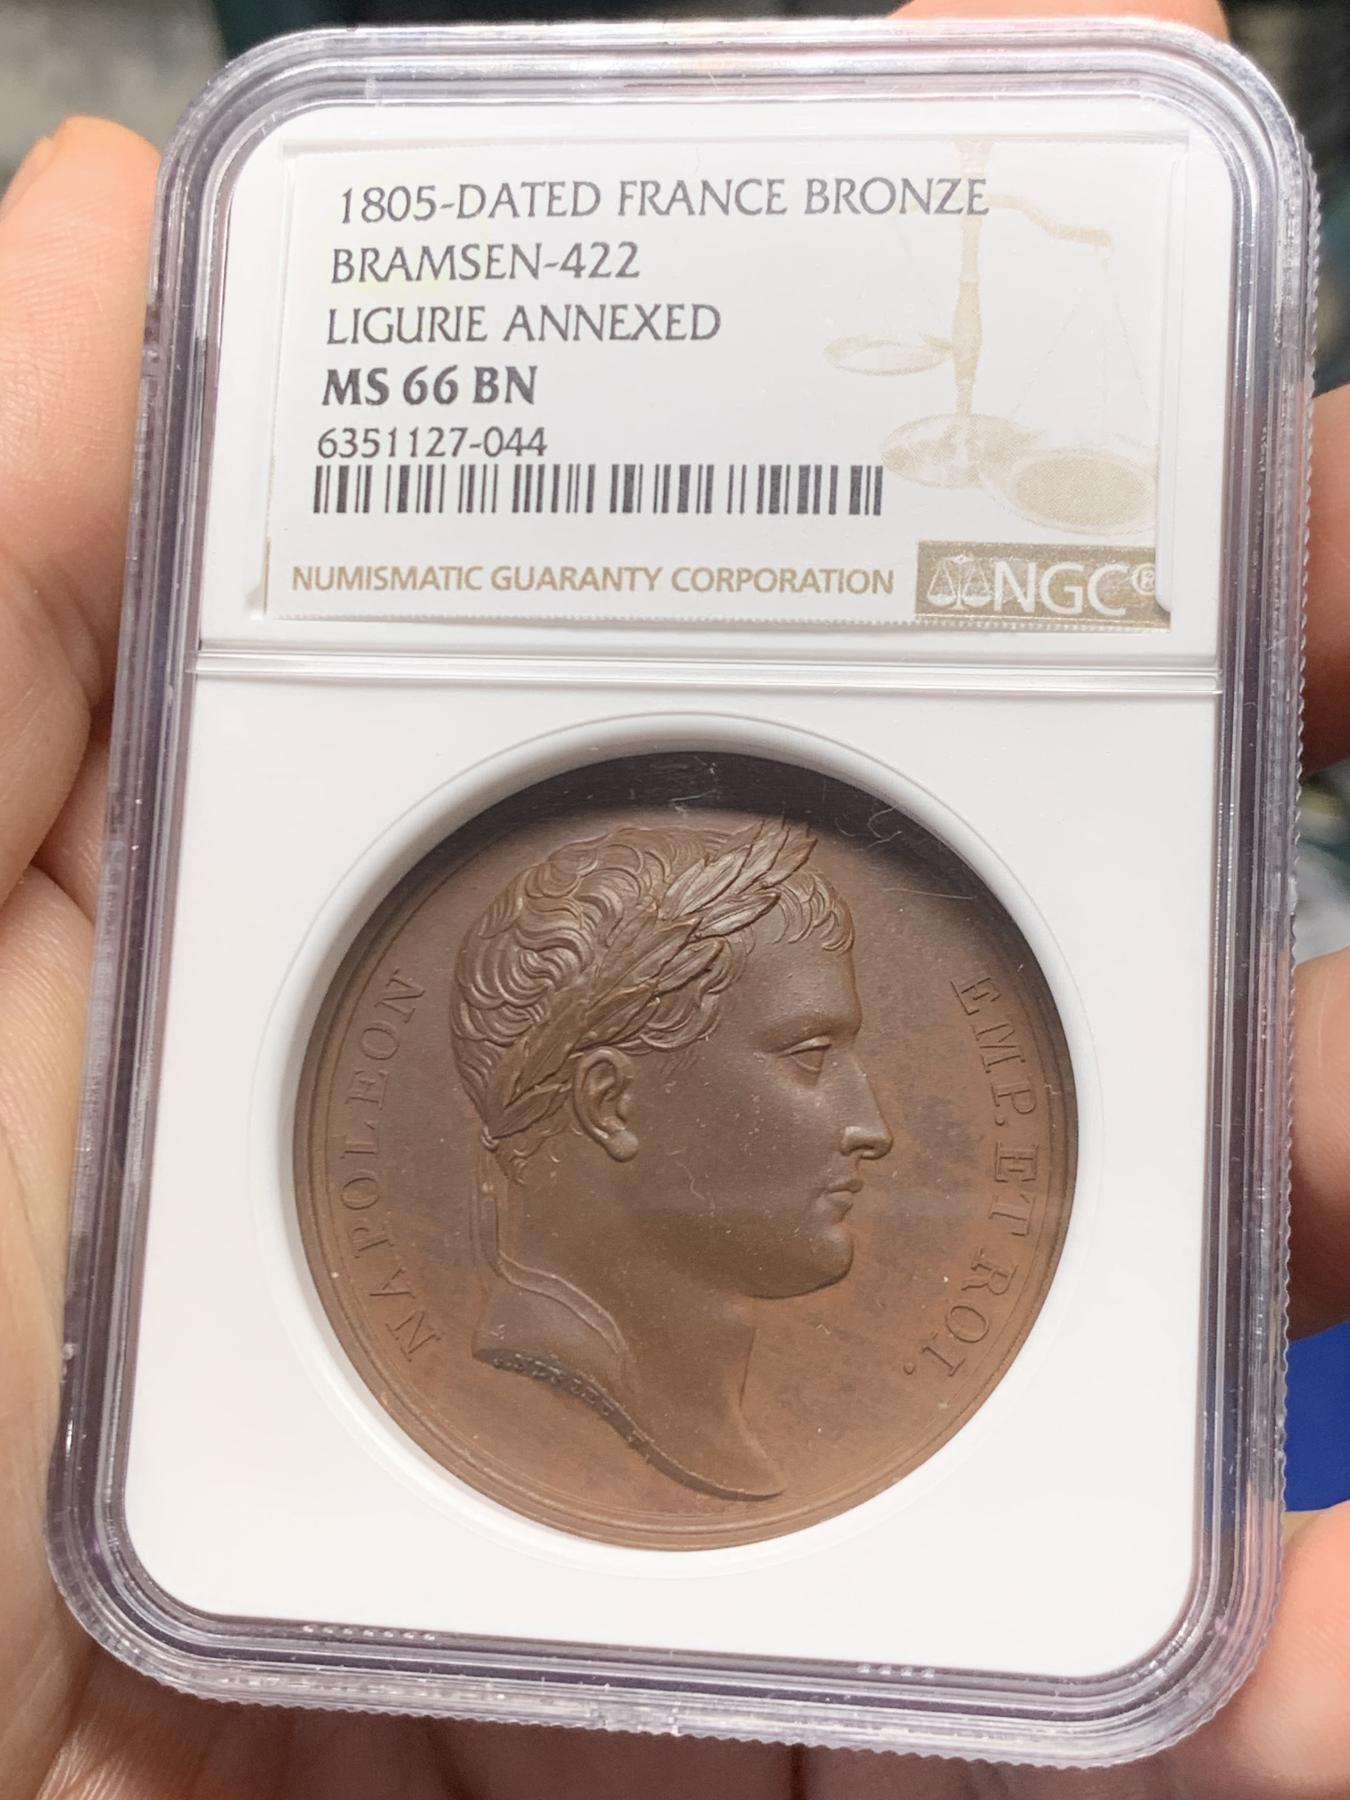 1805-DATED FRANCE BRONZE
BRAMSEN-422
LIGURIE ANNEXED
MS 66 BN
6351127-044
NUMISMATIC GUARANTY CORPORATION
NGC®
NAPOLEON
EMP. ET ROI.